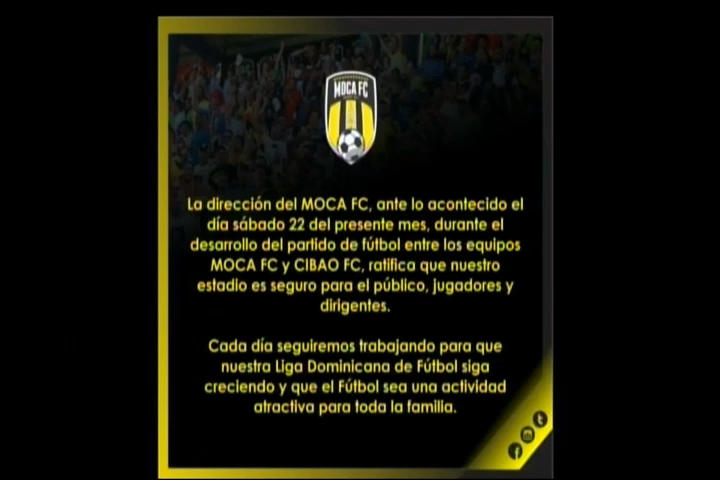 MOCA FC
La dirección del MOCA FC, ante lo acontecido el
día sábado 22 del presente mes, durante el
desarrollo del partido de fútbol entre los equipos
MOCA FC y CIBAO FC, ratifica que nuestro
estadio es seguro para el público, jugadores y
dirigentes.
Cada día seguiremos trabajando para que
nuestra Liga Dominicana de Fútbol siga
creciendo y que el Fútbol sea una actividad
atractiva para toda la familia.